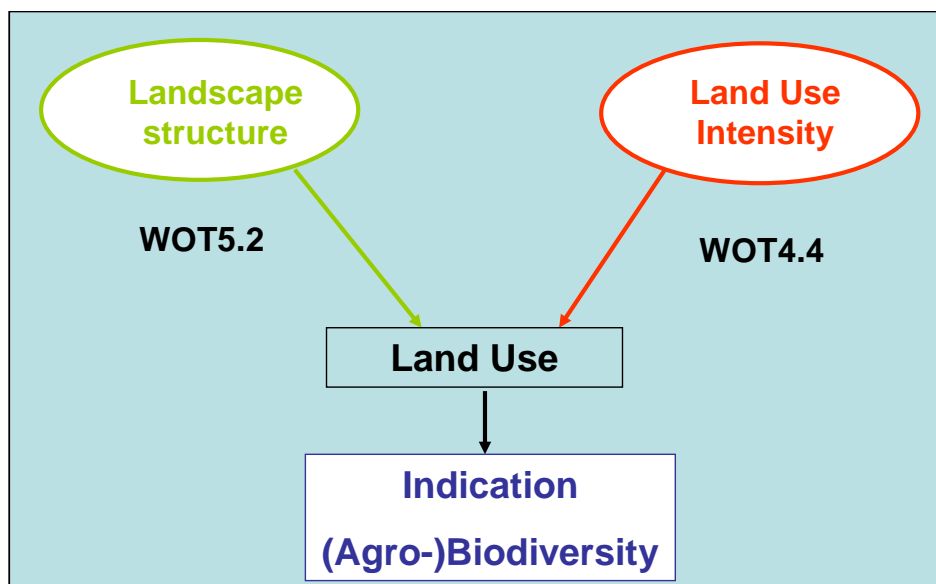 Landscape
structure
Land Use
Intensity
WOT5.2
WOT4.4
Land Use
Indication
(Agro-)Biodiversity